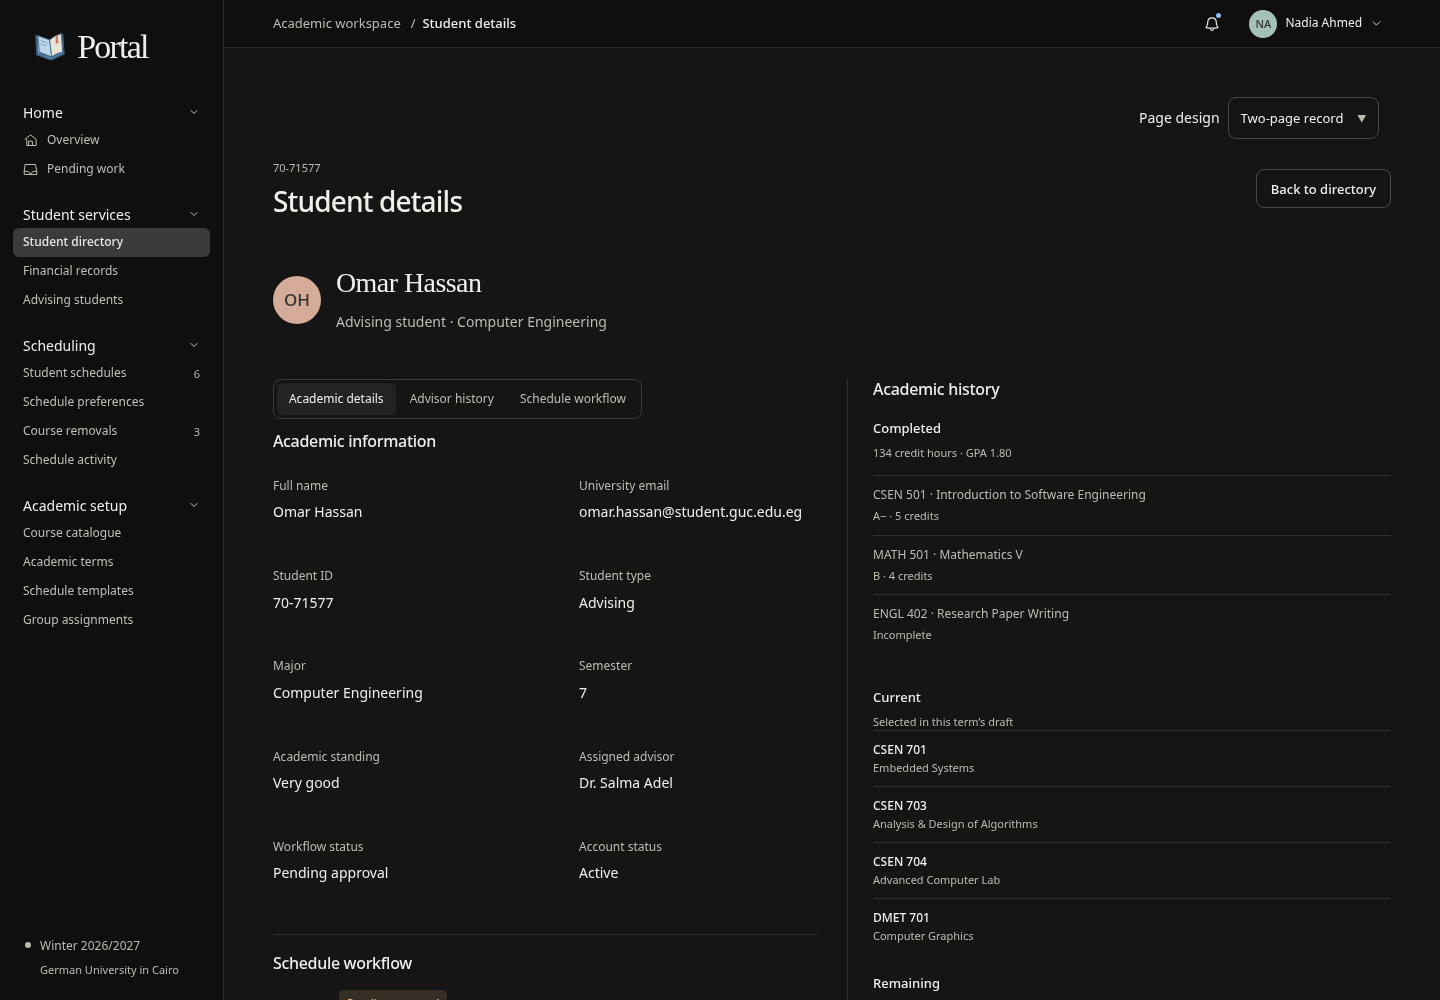 Portal
Home
Overview
Pending work
Student services
Student directory
Financial records
Advising students
Scheduling
Student schedules 6
Schedule preferences
Course removals 3
Schedule activity
Academic setup
Course catalogue
Academic terms
Schedule templates
Group assignments
Winter 2026/2027
German University in Cairo
Academic workspace / Student details
NA Nadia Ahmed
Page design Two-page record
70-71577
Student details
Back to directory
OH
Omar Hassan
Advising student · Computer Engineering
Academic details Advisor history Schedule workflow
Academic information
Full name
Omar Hassan
University email
omar.hassan@student.guc.edu.eg
Student ID
70-71577
Student type
Advising
Major
Computer Engineering
Semester
7
Academic standing
Very good
Assigned advisor
Dr. Salma Adel
Workflow status
Pending approval
Account status
Active
Schedule workflow
Academic history
Completed
134 credit hours · GPA 1.80
CSEN 501 · Introduction to Software Engineering
A− · 5 credits
MATH 501 · Mathematics V
B · 4 credits
ENGL 402 · Research Paper Writing
Incomplete
Current
Selected in this term’s draft
CSEN 701
Embedded Systems
CSEN 703
Analysis & Design of Algorithms
CSEN 704
Advanced Computer Lab
DMET 701
Computer Graphics
Remaining